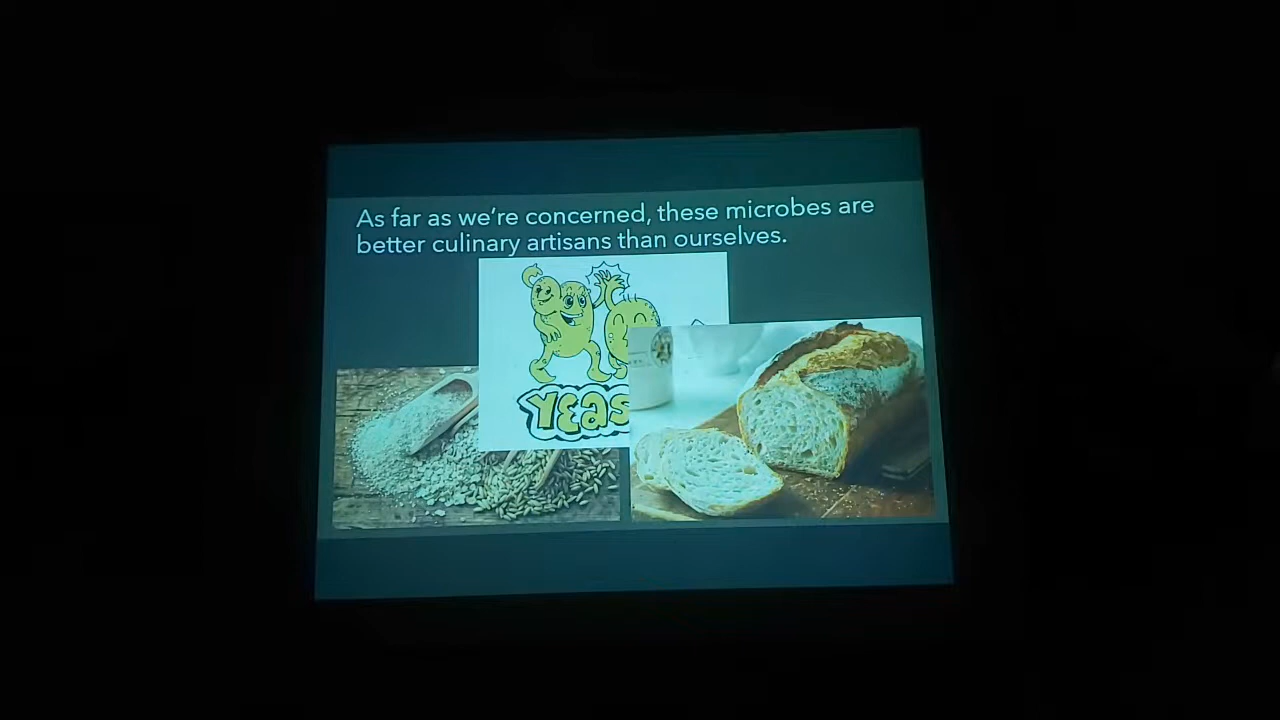 As far as we're concerned, these microbes are
better culinary artisans than ourselves.
YEAS